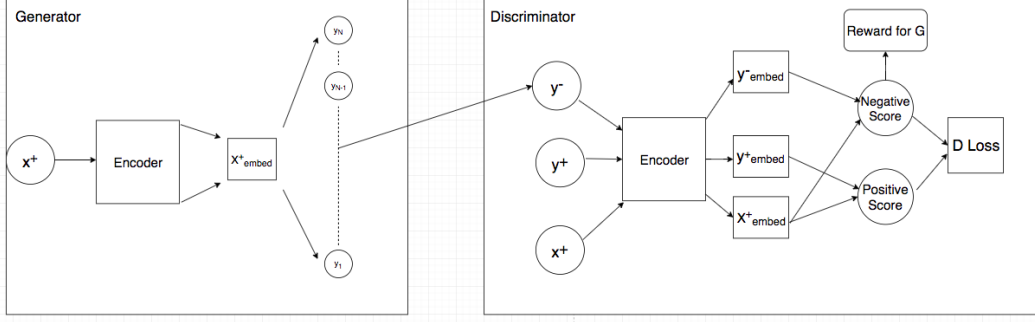 Generator
x⁺
Encoder
X⁺embed
yN
yN-1
y1
Discriminator
y⁻
y⁺
x⁺
Encoder
y⁻embed
y⁺embed
X⁺embed
Reward for G
Negative
Score
Positive
Score
D Loss